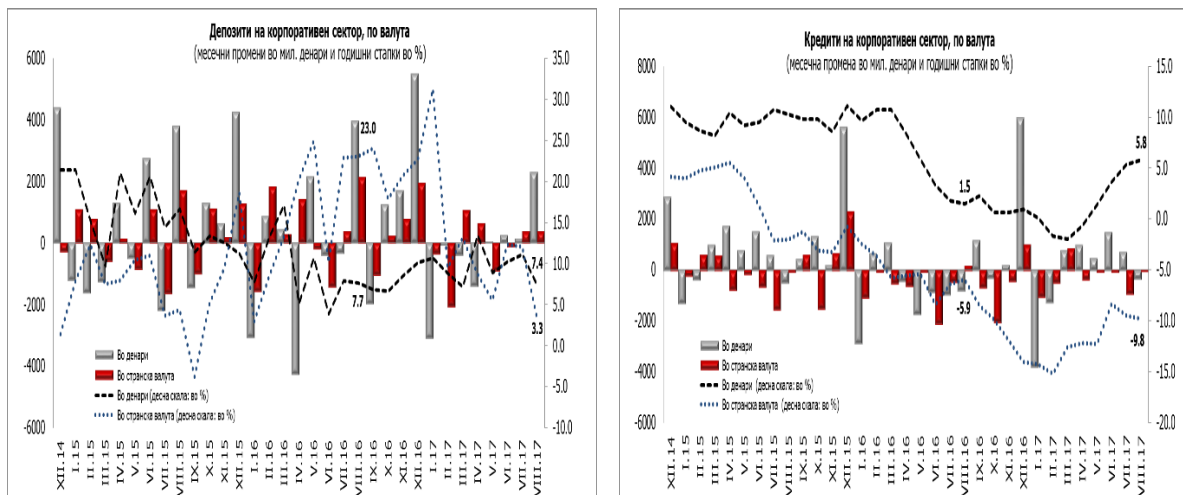 Депозити на корпоративен сектор, по валута
(месечни промени во мил. денари и годишни стапки во %)
6000
4000
2000
0
-2000
-4000
-6000
35.0
30.0
25.0
20.0
15.0
10.0
5.0
0.0
-5.0
-10.0
23.0
7.7
7.4
3.3
Во денари
Во странска валута
Во денари (десна скала: во %)
Во странска валута (десна скала: во %)
XII.14
I.15
II.15
III.15
IV.15
V.15
VI.15
VII.15
VIII.15
IX.15
X.15
XI.15
XII.15
I.16
II.16
III.16
IV.16
V.16
VI.16
VII.16
VIII.16
IX.16
X.16
XI.16
XII.16
I.17
II.17
III.17
IV.17
V.17
VI.17
VII.17
VIII.17
Кредити на корпоративен сектор, по валута
(месечна промена во мил. денари и годишни стапки во %)
8000
6000
4000
2000
0
-2000
-4000
-6000
15.0
10.0
5.0
0.0
-5.0
-10.0
-15.0
-20.0
1.5
-5.9
5.8
-9.8
Во денари
Во странска валута
Во денари (десна скала: во %)
Во странска валута (десна скала: во %)
XII.14
I.15
II.15
III.15
IV.15
V.15
VI.15
VII.15
VIII.15
IX.15
X.15
XI.15
XII.15
I.16
II.16
III.16
IV.16
V.16
VI.16
VII.16
VIII.16
IX.16
X.16
XI.16
XII.16
I.17
II.17
III.17
IV.17
V.17
VI.17
VII.17
VIII.17